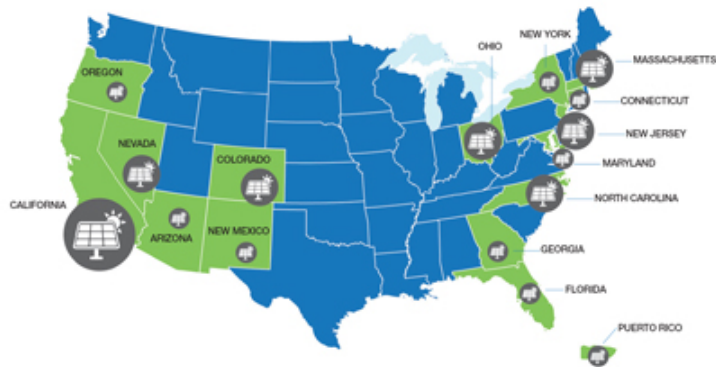 NEW YORK
OHIO
MASSACHUSETTS
OREGON
CONNECTICUT
NEW JERSEY
NEVADA
COLORADO
MARYLAND
CALIFORNIA
NORTH CAROLINA
ARIZONA
NEW MEXICO
GEORGIA
FLORIDA
PUERTO RICO